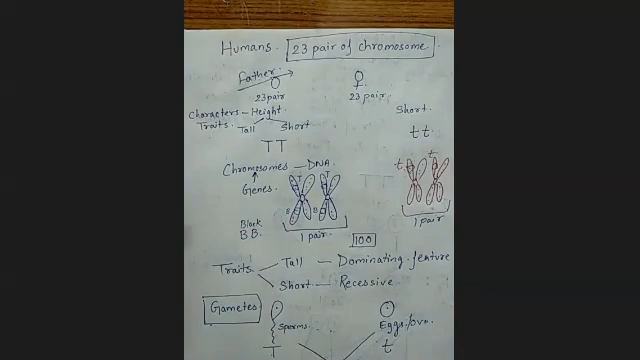 Humans. 23 pair of chromosome
Father
23 pair
23 pair.
Characters - Height
Traits.
Tall
Short
Short.
TT
tt
Chromosomes - DNA
Genes.
T
T
B
B
t
t
1 pair
1 pair
Black
BB.
100
Traits
Tall - Dominating feature
Short - Recessive
Gametes
Sperms
Eggs/ova
T
t